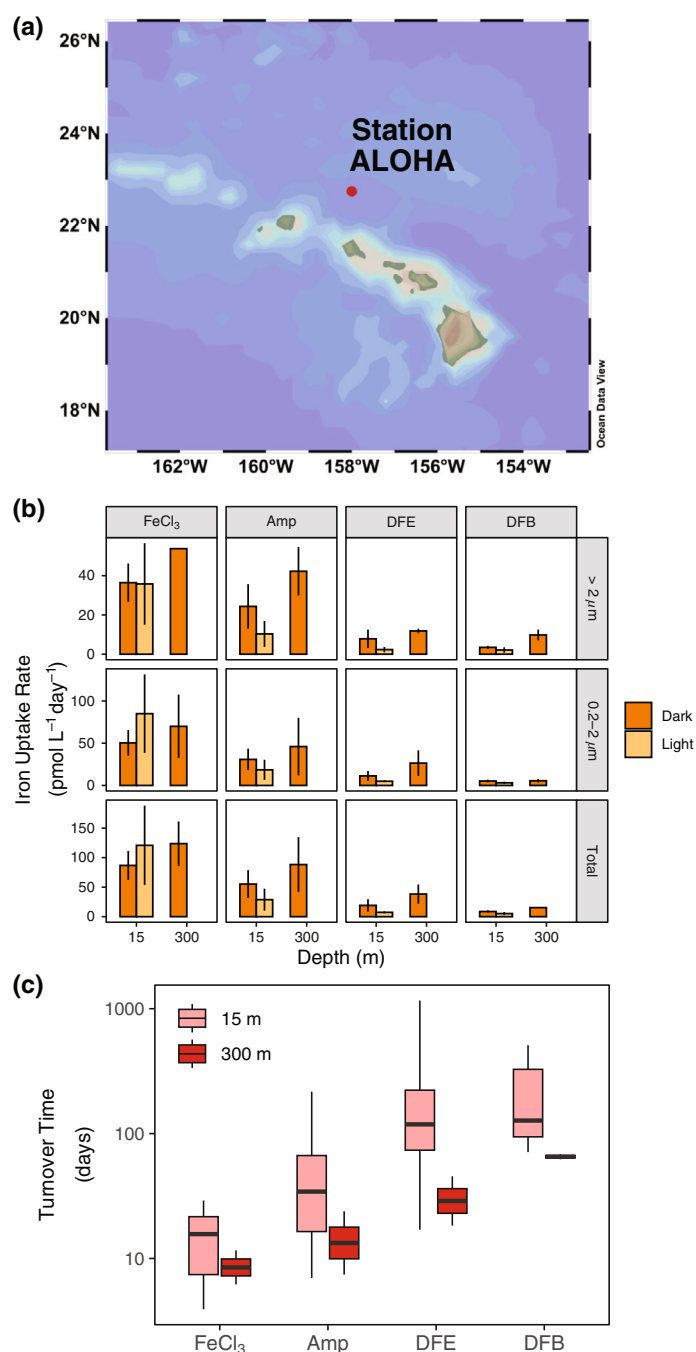 (a)
26°N
24°N
22°N
20°N
18°N
Station
ALOHA
162°W 160°W 158°W 156°W 154°W
Ocean Data View
(b)
FeCl₃ Amp DFE DFB
40
20
0
> 2 μm
100
50
0
0.2–2 μm
150
100
50
0
Total
Iron Uptake Rate
(pmol L⁻¹ day⁻¹)
Dark
Light
15 300 15 300 15 300 15 300
Depth (m)
(c)
15 m
300 m
1000
100
10
Turnover Time
(days)
FeCl₃ Amp DFE DFB